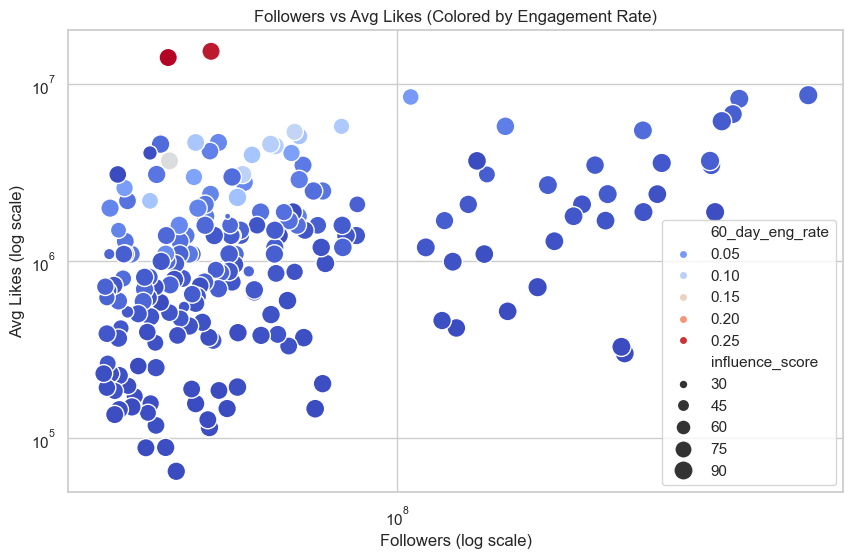 Followers vs Avg Likes (Colored by Engagement Rate)
Avg Likes (log scale)
10^7
10^6
10^5
10^8
Followers (log scale)
60_day_eng_rate
0.05
0.10
0.15
0.20
0.25
influence_score
30
45
60
75
90